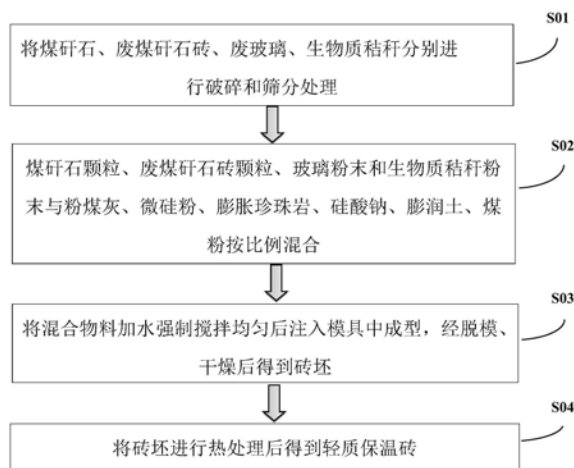 S01
将煤矸石、废煤矸石砖、废玻璃、生物质秸秆分别进
行破碎和筛分处理
S02
煤矸石颗粒、废煤矸石砖颗粒、玻璃粉末和生物质秸秆粉
末与粉煤灰、微硅粉、膨胀珍珠岩、硅酸钠、膨润土、煤
粉按比例混合
S03
将混合物料加水强制搅拌均匀后注入模具中成型，经脱模、
干燥后得到砖坯
S04
将砖坯进行热处理后得到轻质保温砖